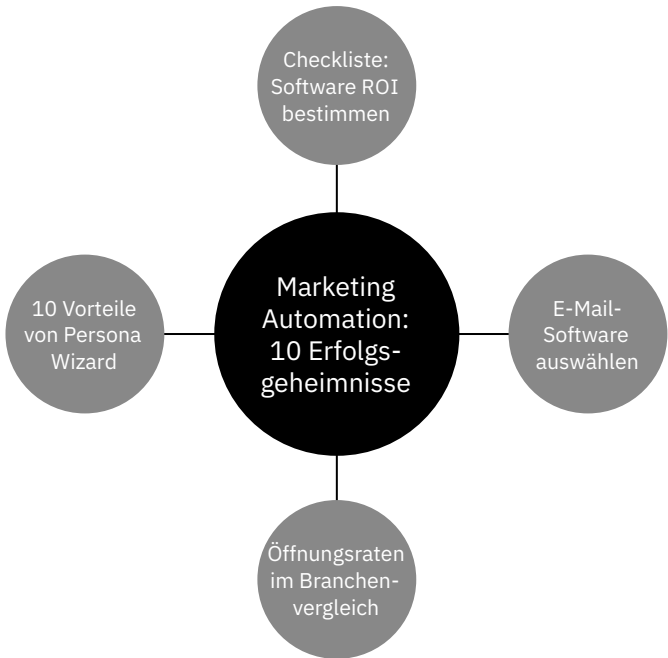 Checkliste:
Software ROI
bestimmen
10 Vorteile
von Persona
Wizard
Marketing
Automation:
10 Erfolgs-
geheimnisse
E-Mail-
Software
auswählen
Öffnungsraten
im Branchen-
vergleich